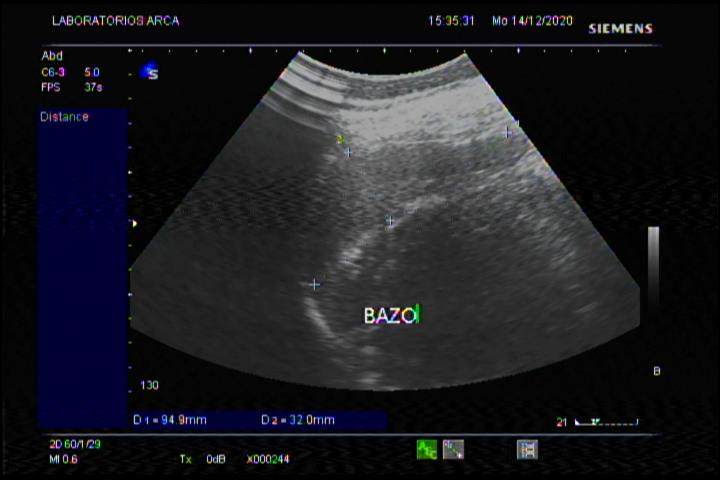 LABORATORIOS ARCA
15:35:31 Mo 14/12/2020 SIEMENS
Abd
C6-3 5.0
FPS 37s
S
Distance
BAZO
130
B
D1 = 94.9mm D2 = 32.0mm
21
2D 60/1/29
MI 0.6 Tx 0dB X000244